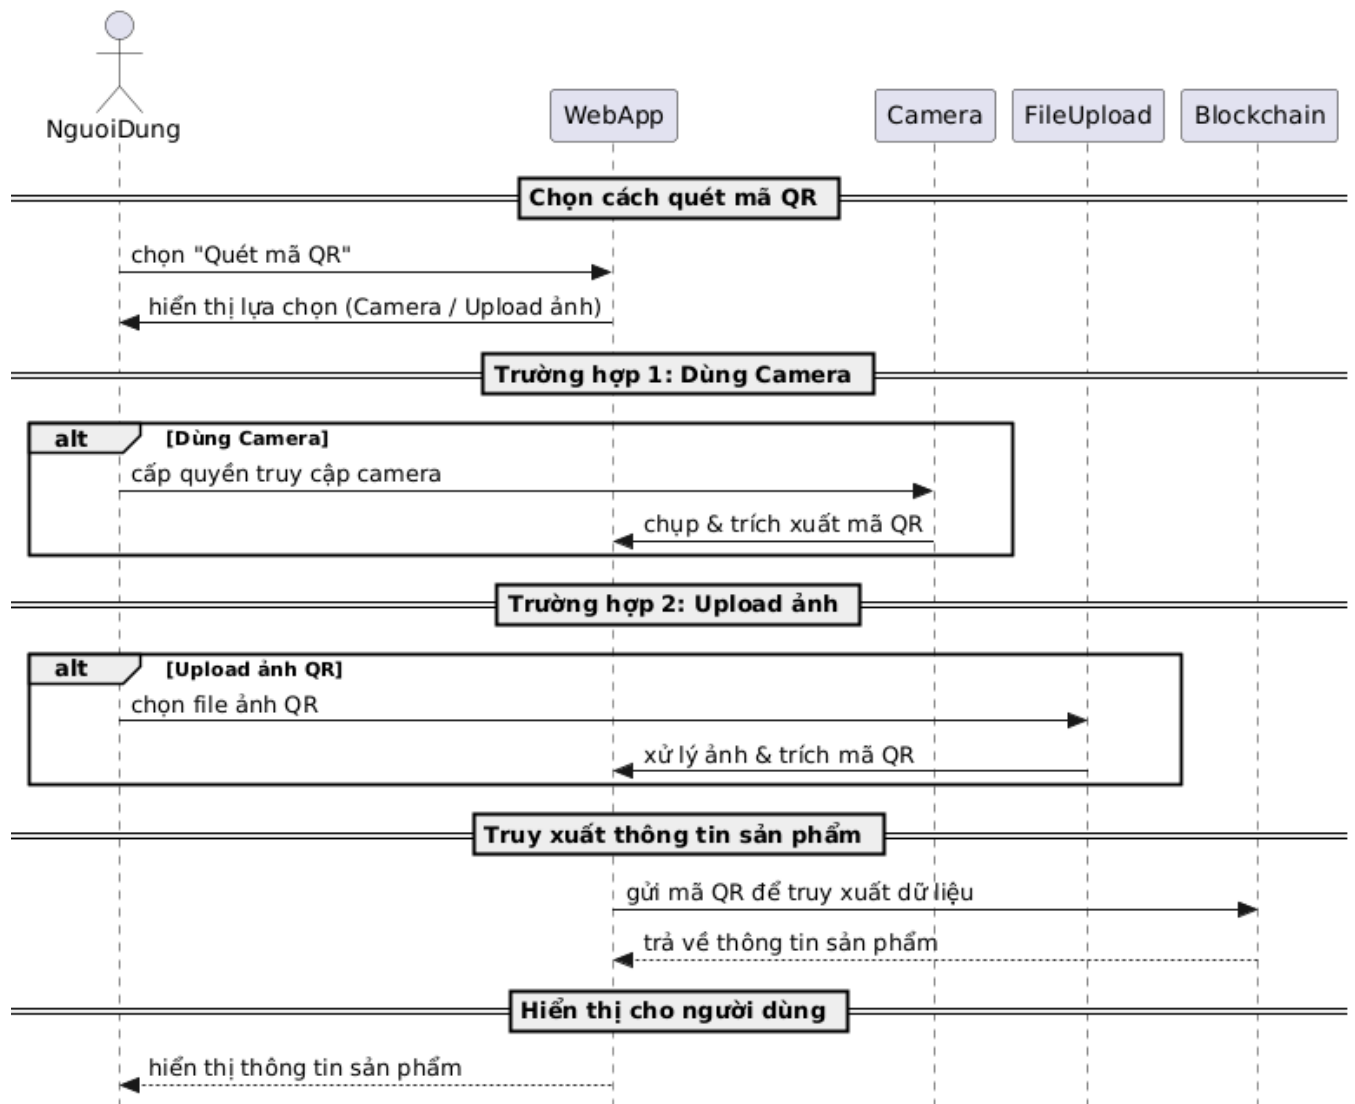 NguoiDung
WebApp
Camera
FileUpload
Blockchain
Chọn cách quét mã QR
chọn "Quét mã QR"
hiển thị lựa chọn (Camera / Upload ảnh)
Trường hợp 1: Dùng Camera
alt
[Dùng Camera]
cấp quyền truy cập camera
chụp & trích xuất mã QR
Trường hợp 2: Upload ảnh
alt
[Upload ảnh QR]
chọn file ảnh QR
xử lý ảnh & trích mã QR
Truy xuất thông tin sản phẩm
gửi mã QR để truy xuất dữ liệu
trả về thông tin sản phẩm
Hiển thị cho người dùng
hiển thị thông tin sản phẩm